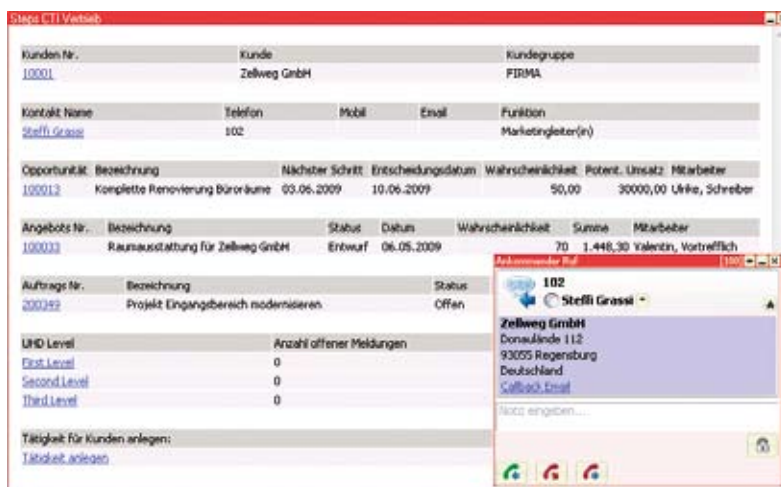 Steps CTI Vertrieb
Kunden Nr. Kunde Kundegruppe
10001 Zellweg GmbH FIRMA
Kontakt Name Telefon Mobil Email Funktion
Steffi Grassi 102 Marketingleiter(in)
Opportunität Bezeichnung Nächster Schritt Entscheidungsdatum Wahrscheinlichkeit Potent. Umsatz Mitarbeiter
100013 Komplette Renovierung Büroräume 03.06.2009 10.06.2009 50,00 30000,00 Ulrike, Schreiber
Angebots Nr. Bezeichnung Status Datum Wahrscheinlichkeit Summe Mitarbeiter
100033 Raumausstattung für Zellweg GmbH Entwurf 06.05.2009 70 1.448,30 Valentin, Vortrefflich
Auftrags Nr. Bezeichnung Status
200349 Projekt Eingangsbereich modernisieren Offen
UHD Level Anzahl offener Meldungen
First Level 0
Second Level 0
Third Level 0
Tätigkeit für Kunden anlegen:
Tätigkeit anlegen
Ankommender Ruf [100]
102
Steffi Grassi
Zellweg GmbH
Donaulände 112
93055 Regensburg
Deutschland
Callback Email
Notiz eingeben....